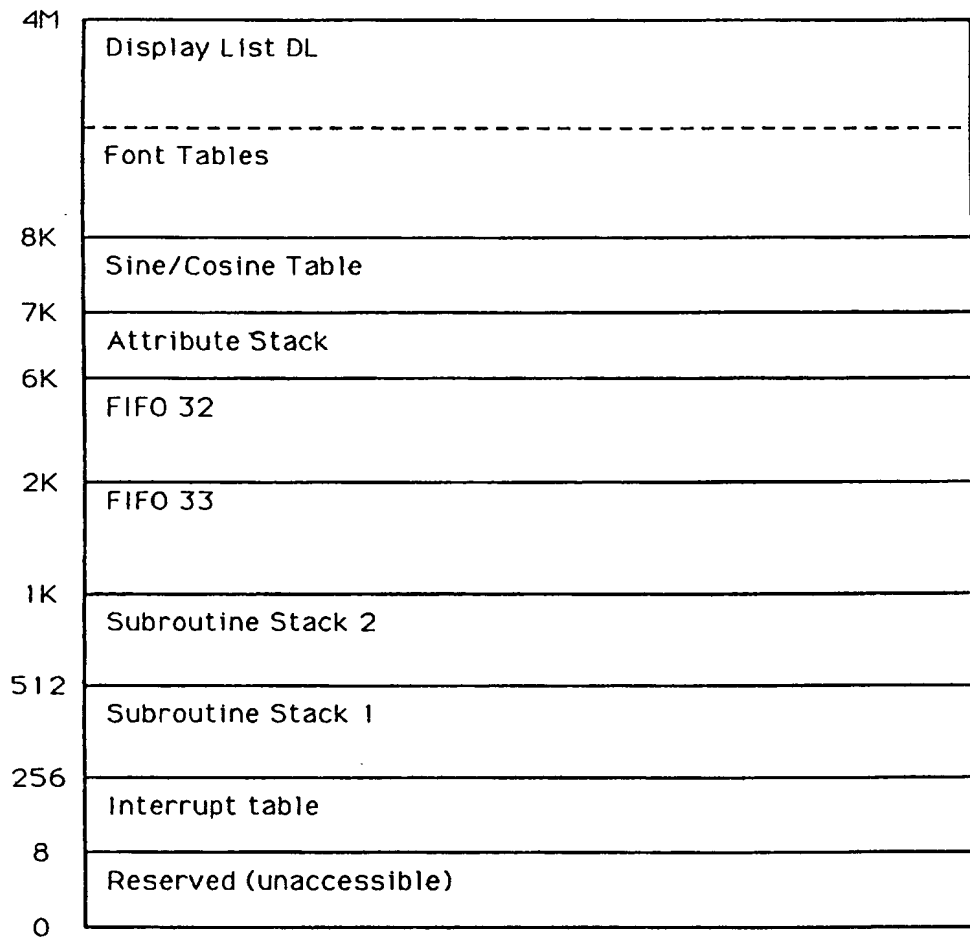 4M
Display List DL
Font Tables
8K
Sine/Cosine Table
7K
Attribute Stack
6K
FIFO 32
2K
FIFO 33
1K
Subroutine Stack 2
512
Subroutine Stack 1
256
Interrupt table
8
Reserved (unaccessible)
0